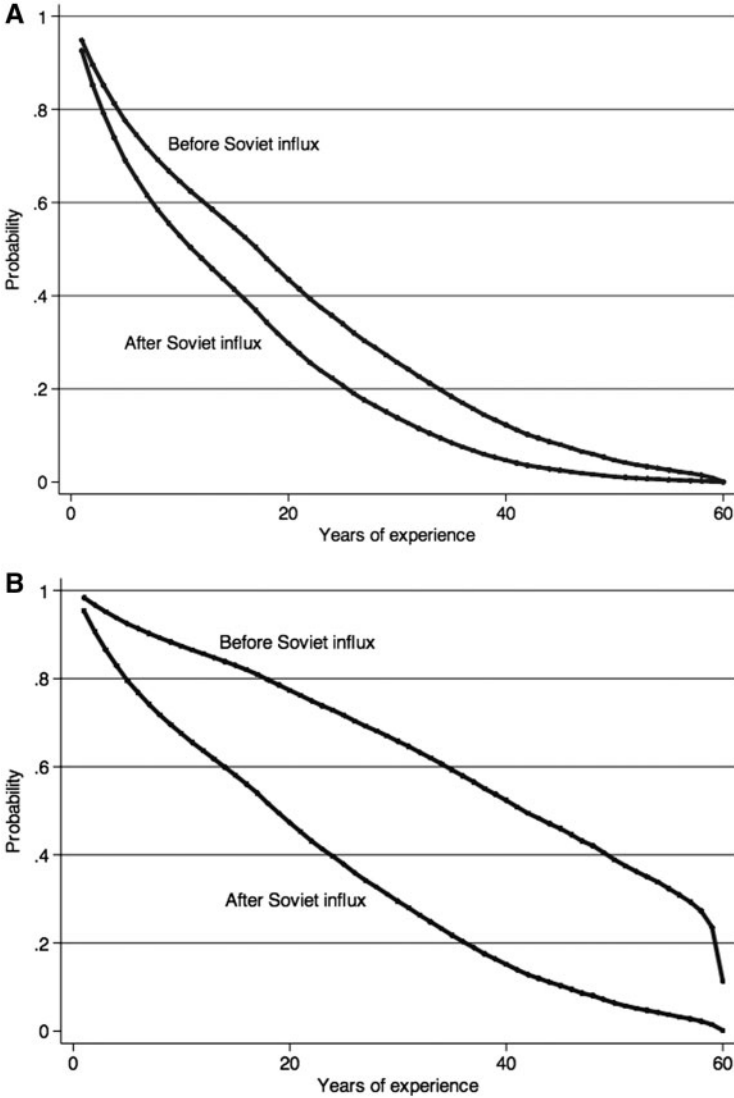 A
1
.8
.6
.4
.2
0
Probability
Before Soviet influx
After Soviet influx
0 20 40 60
Years of experience
B
1
.8
.6
.4
.2
0
Probability
Before Soviet influx
After Soviet influx
0 20 40 60
Years of experience